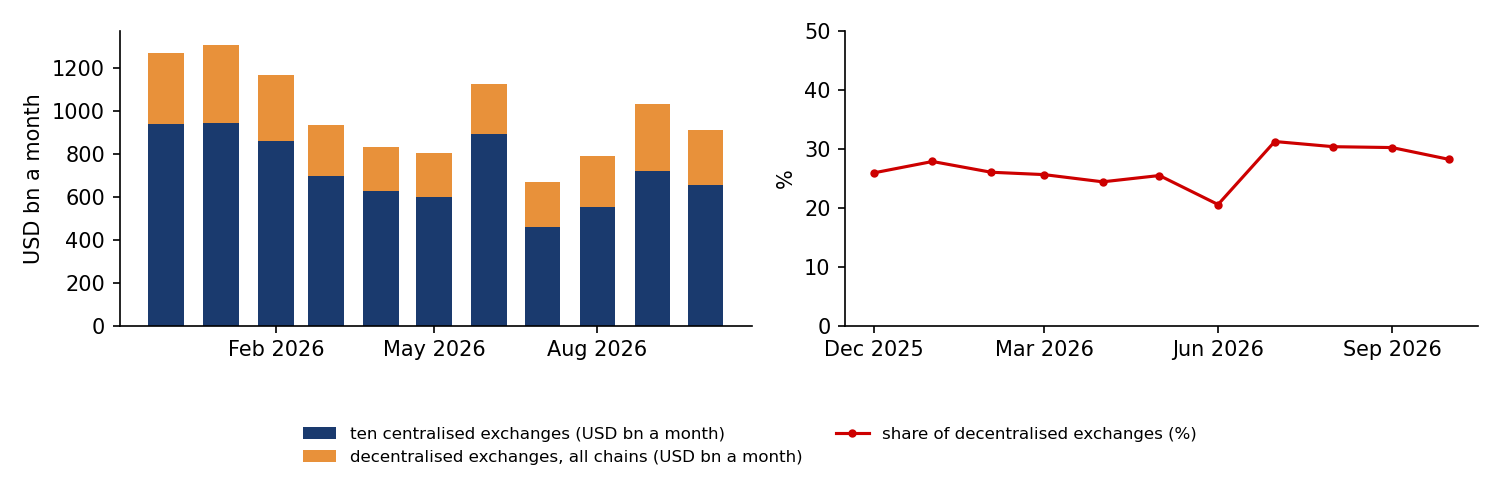 USD bn a month
1200
1000
800
600
400
200
0
Feb 2026 May 2026 Aug 2026
%
50
40
30
20
10
0
Dec 2025 Mar 2026 Jun 2026 Sep 2026
ten centralised exchanges (USD bn a month)
decentralised exchanges, all chains (USD bn a month)
share of decentralised exchanges (%)